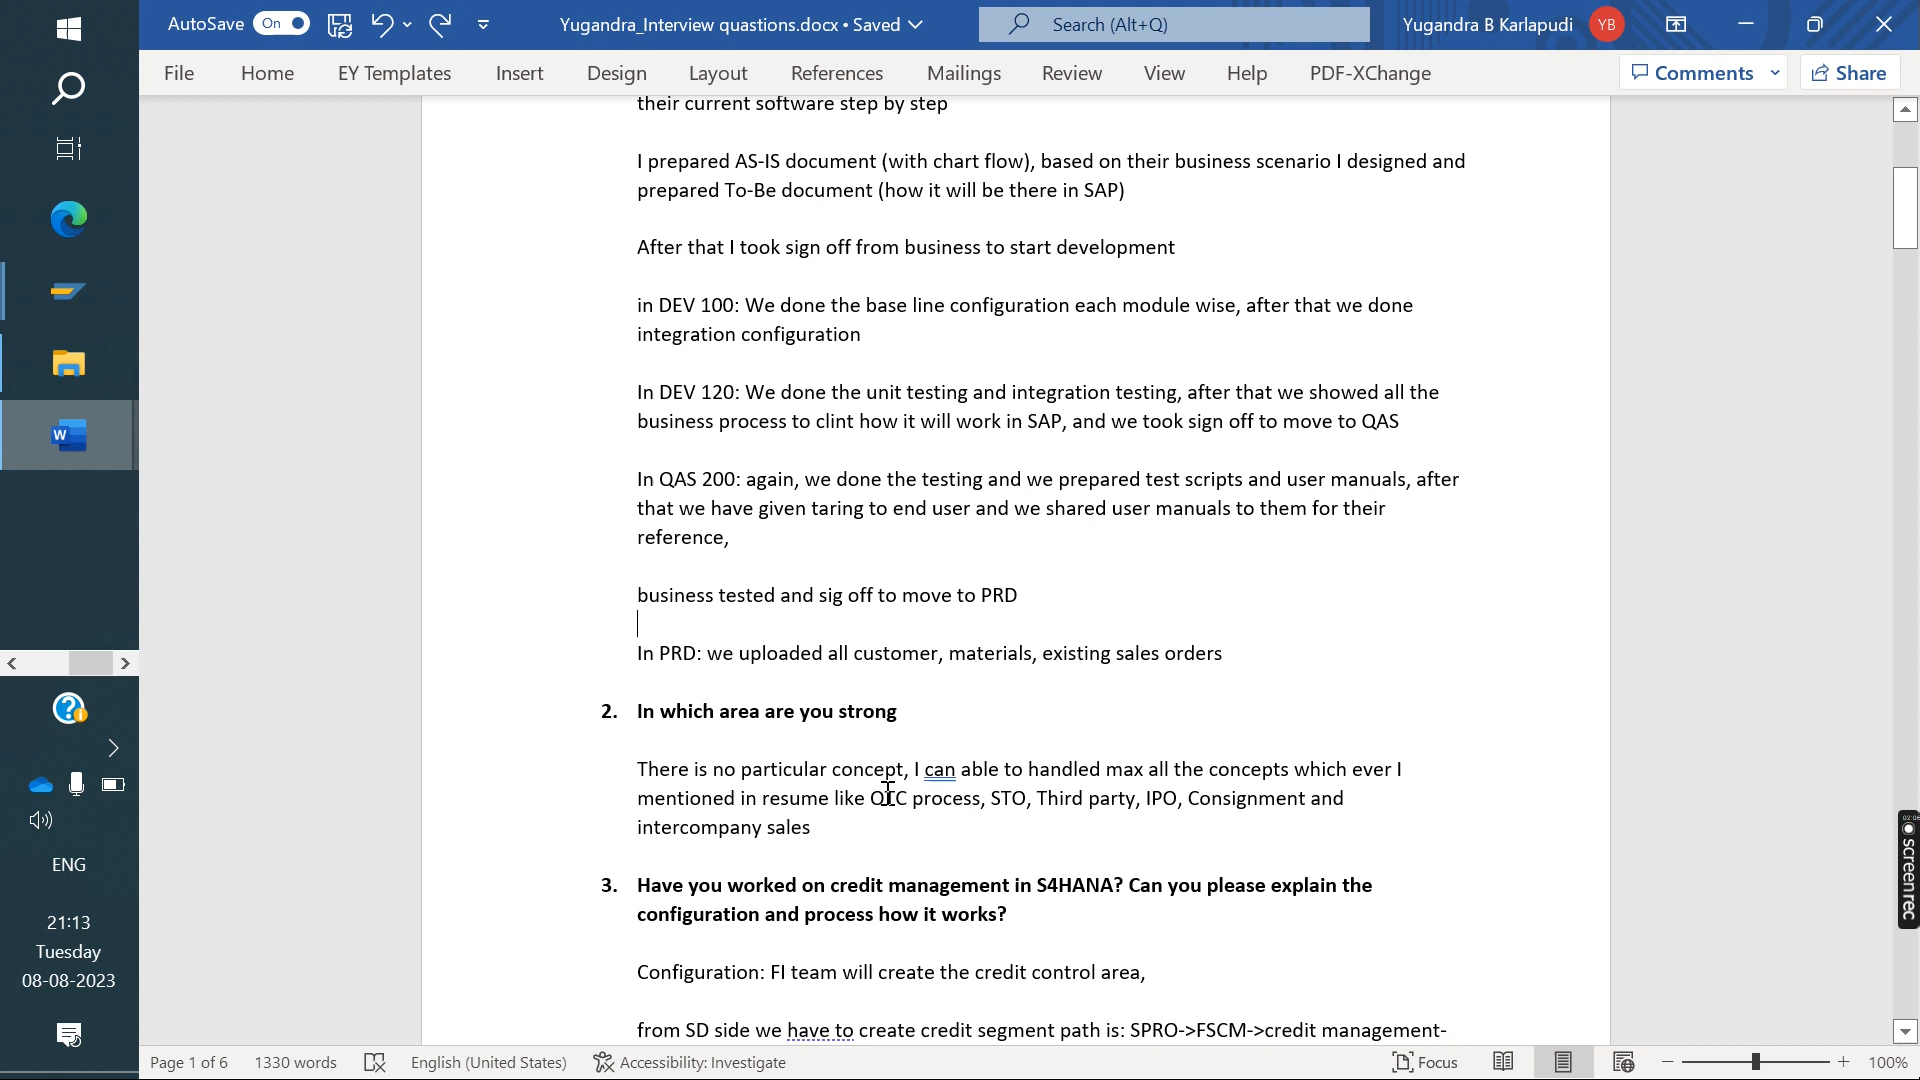 AutoSave On Yugandra_Interview quastions.docx • Saved Search (Alt+Q) Yugandra B Karlapudi YB
File Home EY Templates Insert Design Layout References Mailings Review View Help PDF-XChange Comments Share
their current software step by step
I prepared AS-IS document (with chart flow), based on their business scenario I designed and
prepared To-Be document (how it will be there in SAP)
After that I took sign off from business to start development
in DEV 100: We done the base line configuration each module wise, after that we done
integration configuration
In DEV 120: We done the unit testing and integration testing, after that we showed all the
business process to clint how it will work in SAP, and we took sign off to move to QAS
In QAS 200: again, we done the testing and we prepared test scripts and user manuals, after
that we have given taring to end user and we shared user manuals to them for their
reference,
business tested and sig off to move to PRD
In PRD: we uploaded all customer, materials, existing sales orders
2. In which area are you strong
There is no particular concept, I can able to handled max all the concepts which ever I
mentioned in resume like OTC process, STO, Third party, IPO, Consignment and
intercompany sales
3. Have you worked on credit management in S4HANA? Can you please explain the
configuration and process how it works?
Configuration: FI team will create the credit control area,
from SD side we have to create credit segment path is: SPRO->FSCM->credit management-
Page 1 of 6 1330 words English (United States) Accessibility: Investigate Focus 100%
W
ENG
21:13
Tuesday
08-08-2023
02:06
screenrec